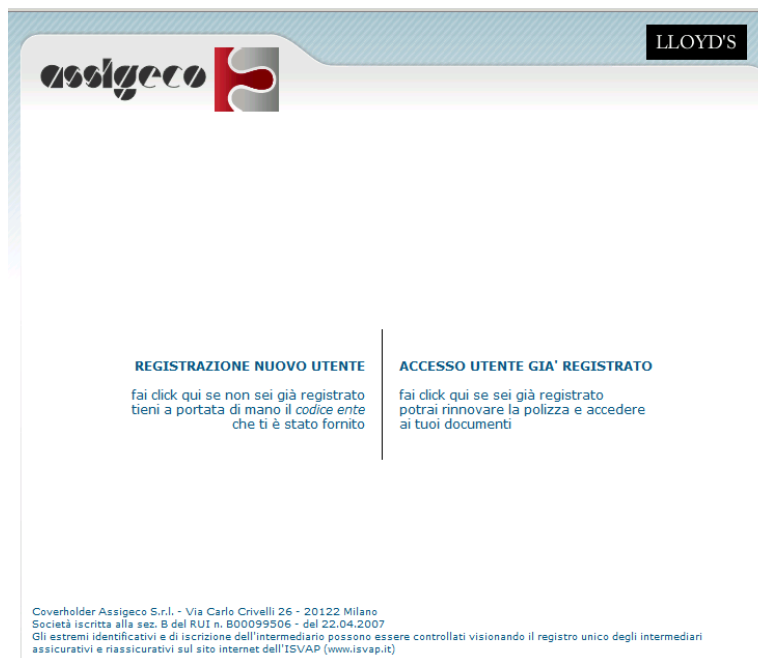 LLOYD'S
assigeco
REGISTRAZIONE NUOVO UTENTE
fai click qui se non sei già registrato
tieni a portata di mano il codice ente
che ti è stato fornito
ACCESSO UTENTE GIA' REGISTRATO
fai click qui se sei già registrato
potrai rinnovare la polizza e accedere
ai tuoi documenti
Coverholder Assigeco S.r.l. - Via Carlo Crivelli 26 - 20122 Milano
Società iscritta alla sez. B del RUI n. B00099506 - del 22.04.2007
Gli estremi identificativi e di iscrizione dell'intermediario possono essere controllati visionando il registro unico degli intermediari
assicurativi e riassicurativi sul sito internet dell'ISVAP (www.isvap.it)